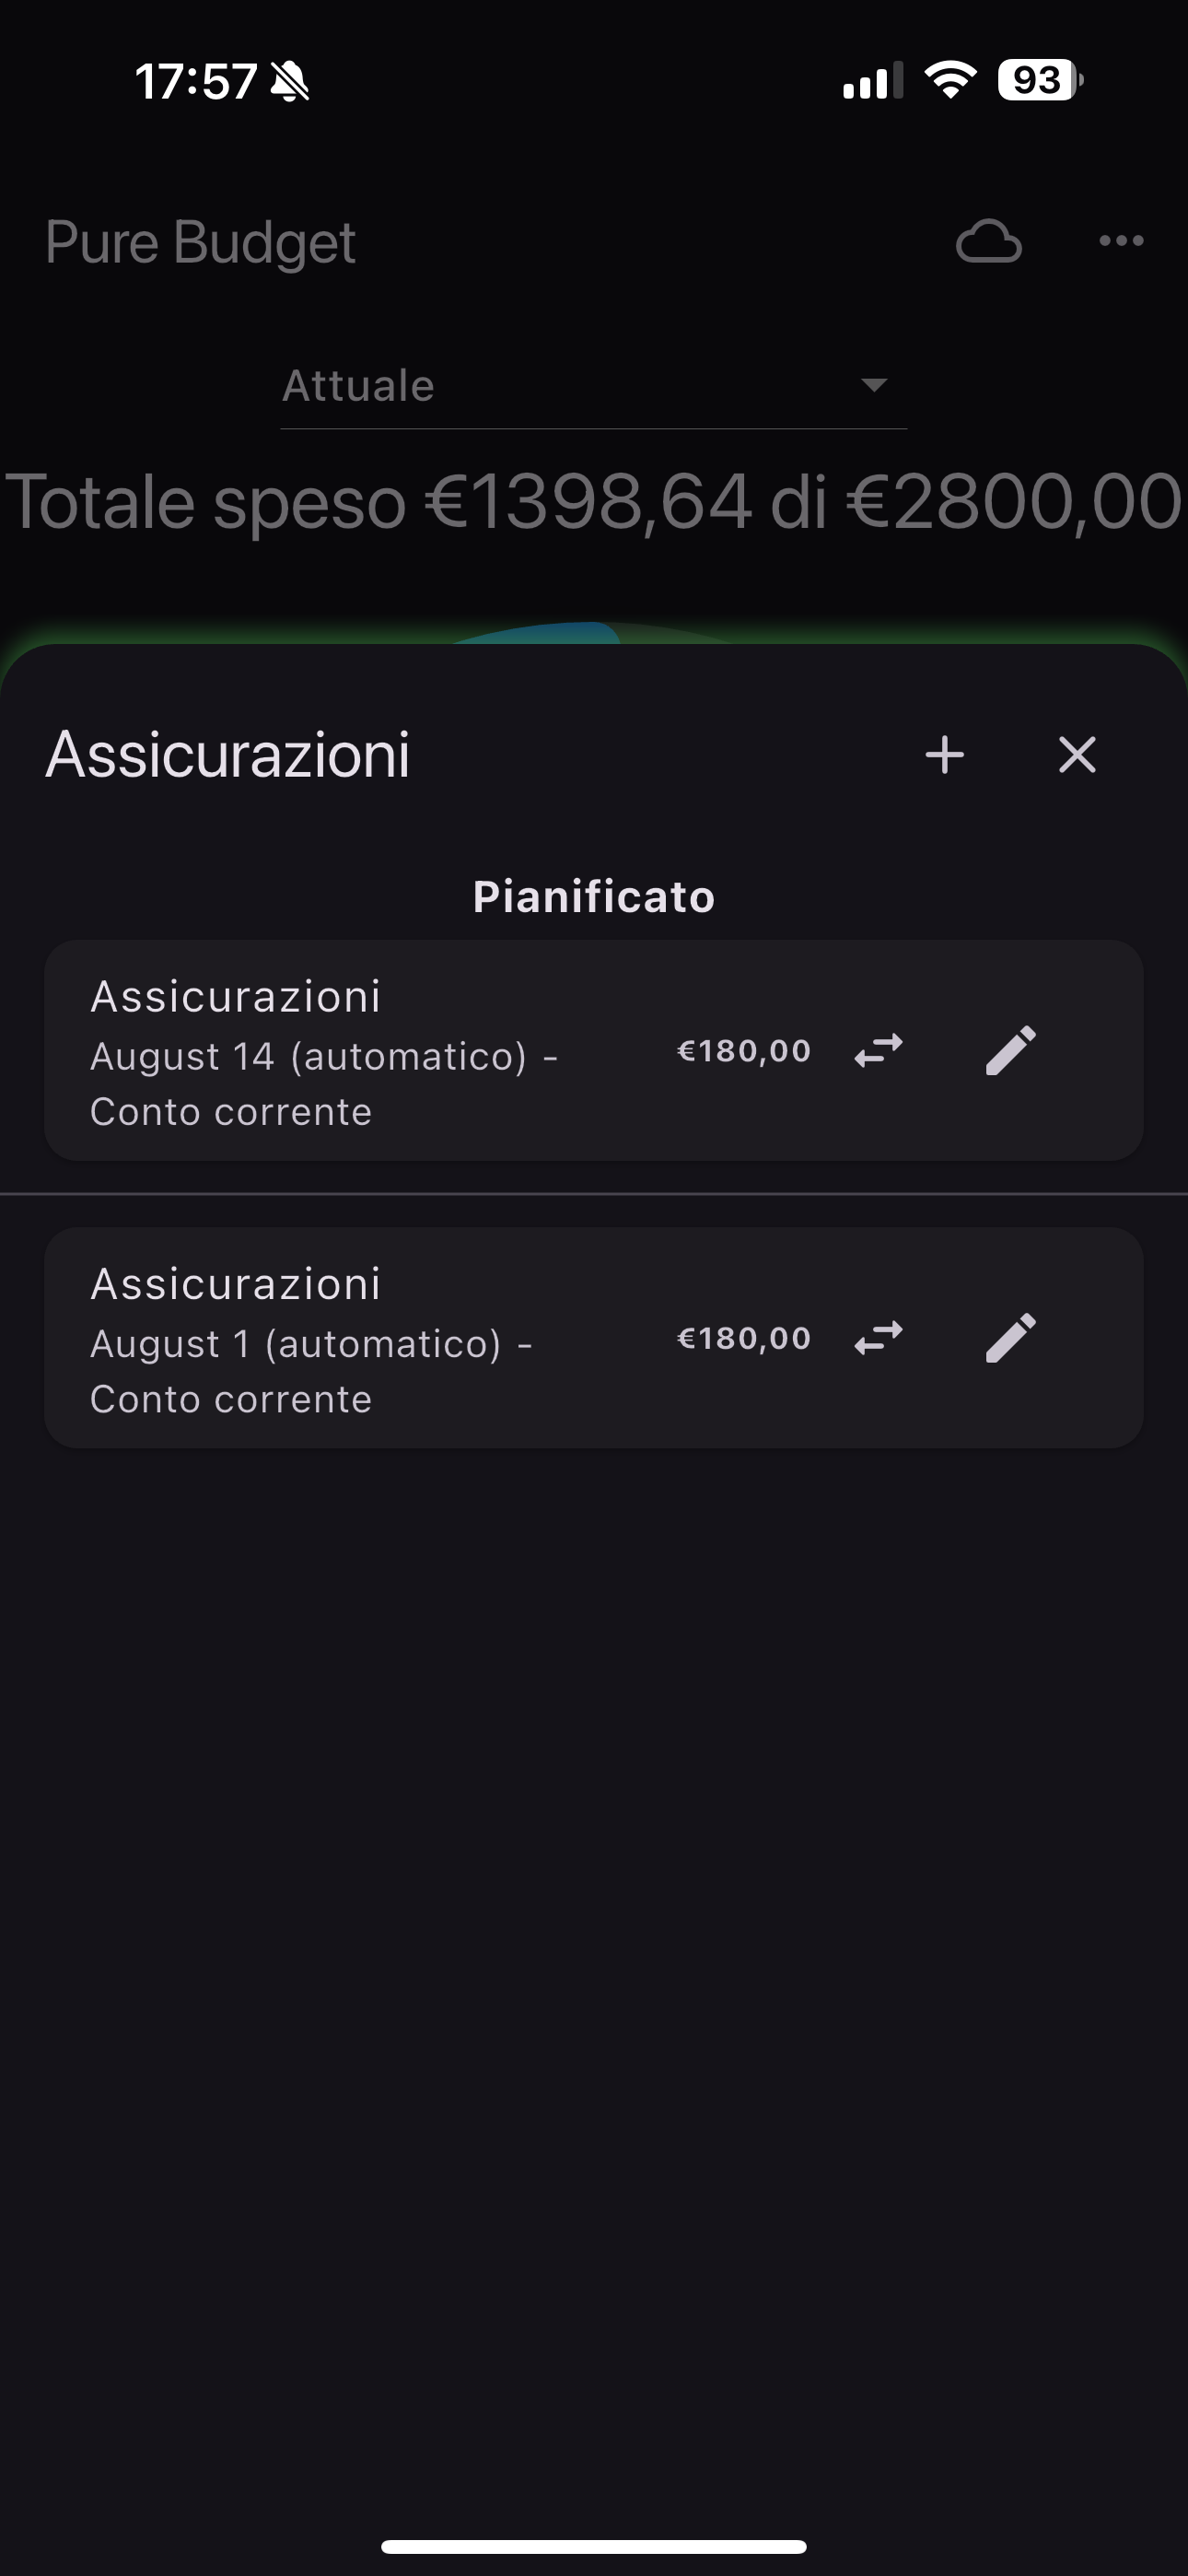 17:57
93
Pure Budget
Attuale
Totale speso €1398,64 di €2800,00
Assicurazioni
Pianificato
Assicurazioni
August 14 (automatico) -
Conto corrente
€180,00
Assicurazioni
August 1 (automatico) -
Conto corrente
€180,00